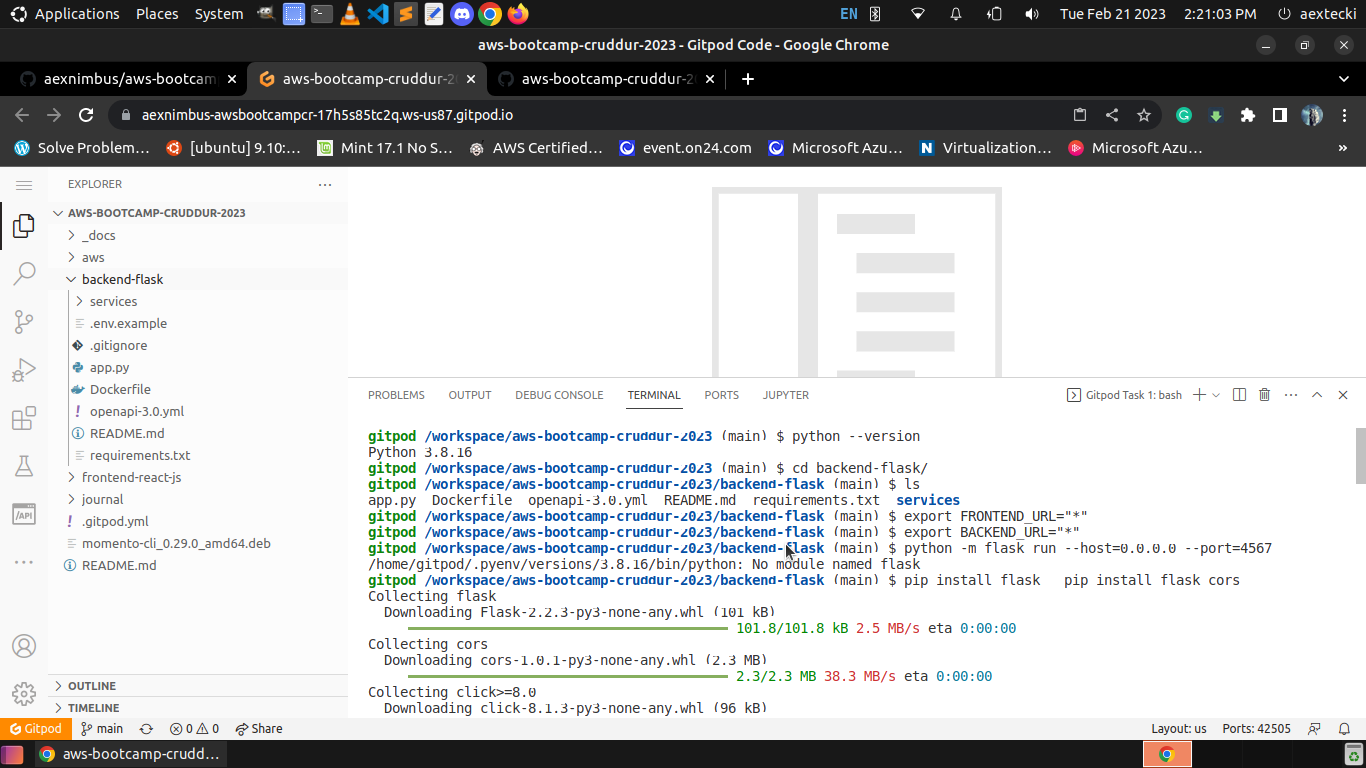 Applications Places System EN Tue Feb 21 2023 2:21:03 PM aextecki
aws-bootcamp-cruddur-2023 - Gitpod Code - Google Chrome
aexnimbus/aws-bootcam aws-bootcamp-cruddur-2 aws-bootcamp-cruddur-2
aexnimbus-awsbootcampcr-17h5s85tc2q.ws-us87.gitpod.io
Solve Problem… [ubuntu] 9.10:… Mint 17.1 No S… AWS Certified… event.on24.com Microsoft Azu… Virtualization… Microsoft Azu… »
EXPLORER
AWS-BOOTCAMP-CRUDDUR-2023
_docs
aws
backend-flask
services
.env.example
.gitignore
app.py
Dockerfile
openapi-3.0.yml
README.md
requirements.txt
frontend-react-js
journal
.gitpod.yml
momento-cli_0.29.0_amd64.deb
README.md
OUTLINE
TIMELINE
PROBLEMS OUTPUT DEBUG CONSOLE TERMINAL PORTS JUPYTER Gitpod Task 1: bash
gitpod /workspace/aws-bootcamp-cruddur-2023 (main) $ python --version
Python 3.8.16
gitpod /workspace/aws-bootcamp-cruddur-2023 (main) $ cd backend-flask/
gitpod /workspace/aws-bootcamp-cruddur-2023/backend-flask (main) $ ls
app.py Dockerfile openapi-3.0.yml README.md requirements.txt services
gitpod /workspace/aws-bootcamp-cruddur-2023/backend-flask (main) $ export FRONTEND_URL="*"
gitpod /workspace/aws-bootcamp-cruddur-2023/backend-flask (main) $ export BACKEND_URL="*"
gitpod /workspace/aws-bootcamp-cruddur-2023/backend-flask (main) $ python -m flask run --host=0.0.0.0 --port=4567
/home/gitpod/.pyenv/versions/3.8.16/bin/python: No module named flask
gitpod /workspace/aws-bootcamp-cruddur-2023/backend-flask (main) $ pip install flask pip install flask cors
Collecting flask
Downloading Flask-2.2.3-py3-none-any.whl (101 kB)
101.8/101.8 kB 2.5 MB/s eta 0:00:00
Collecting cors
Downloading cors-1.0.1-py3-none-any.whl (2.3 MB)
2.3/2.3 MB 38.3 MB/s eta 0:00:00
Collecting click>=8.0
Downloading click-8.1.3-py3-none-any.whl (96 kB)
Gitpod main 0 0 Share Layout: us Ports: 42505
aws-bootcamp-crudd…